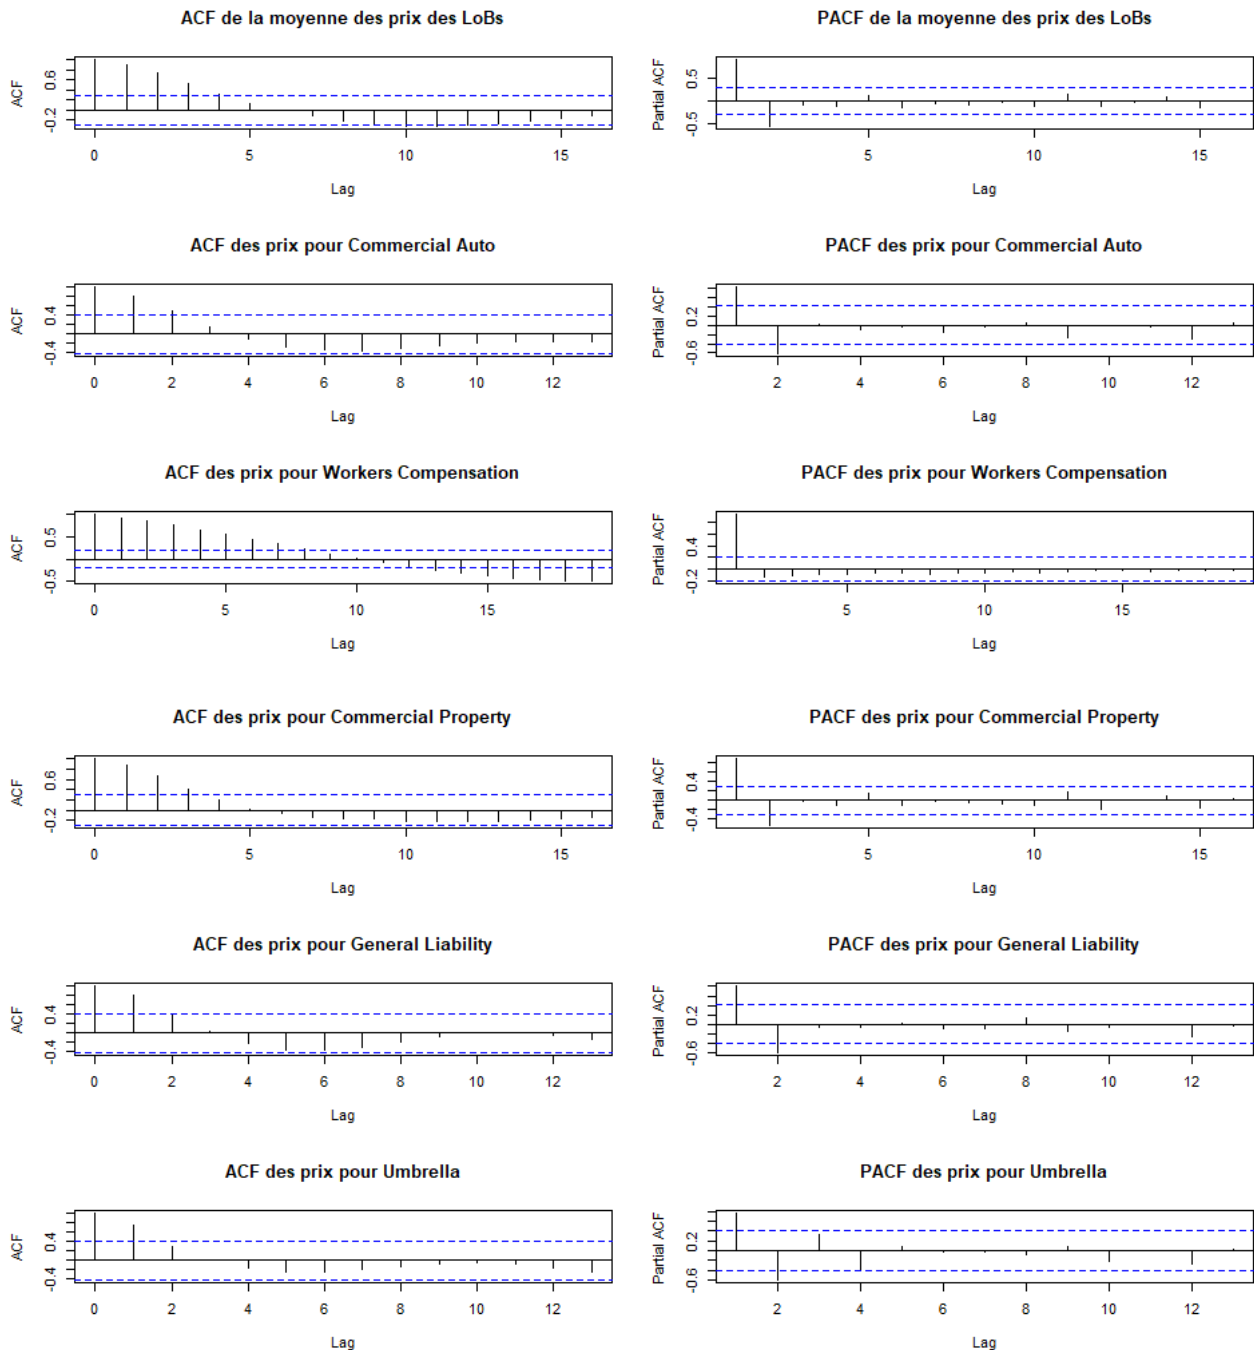 ACF de la moyenne des prix des LoBs
ACF
0.6
-0.2
0 5 10 15
Lag
PACF de la moyenne des prix des LoBs
Partial ACF
0.5
-0.5
5 10 15
Lag
ACF des prix pour Commercial Auto
ACF
0.4
-0.4
0 2 4 6 8 10 12
Lag
PACF des prix pour Commercial Auto
Partial ACF
0.2
-0.6
2 4 6 8 10 12
Lag
ACF des prix pour Workers Compensation
ACF
0.5
-0.5
0 5 10 15
Lag
PACF des prix pour Workers Compensation
Partial ACF
0.4
-0.2
5 10 15
Lag
ACF des prix pour Commercial Property
ACF
0.6
-0.2
0 5 10 15
Lag
PACF des prix pour Commercial Property
Partial ACF
0.4
-0.4
5 10 15
Lag
ACF des prix pour General Liability
ACF
0.4
-0.4
0 2 4 6 8 10 12
Lag
PACF des prix pour General Liability
Partial ACF
0.2
-0.6
2 4 6 8 10 12
Lag
ACF des prix pour Umbrella
ACF
0.4
-0.4
0 2 4 6 8 10 12
Lag
PACF des prix pour Umbrella
Partial ACF
0.2
-0.6
2 4 6 8 10 12
Lag